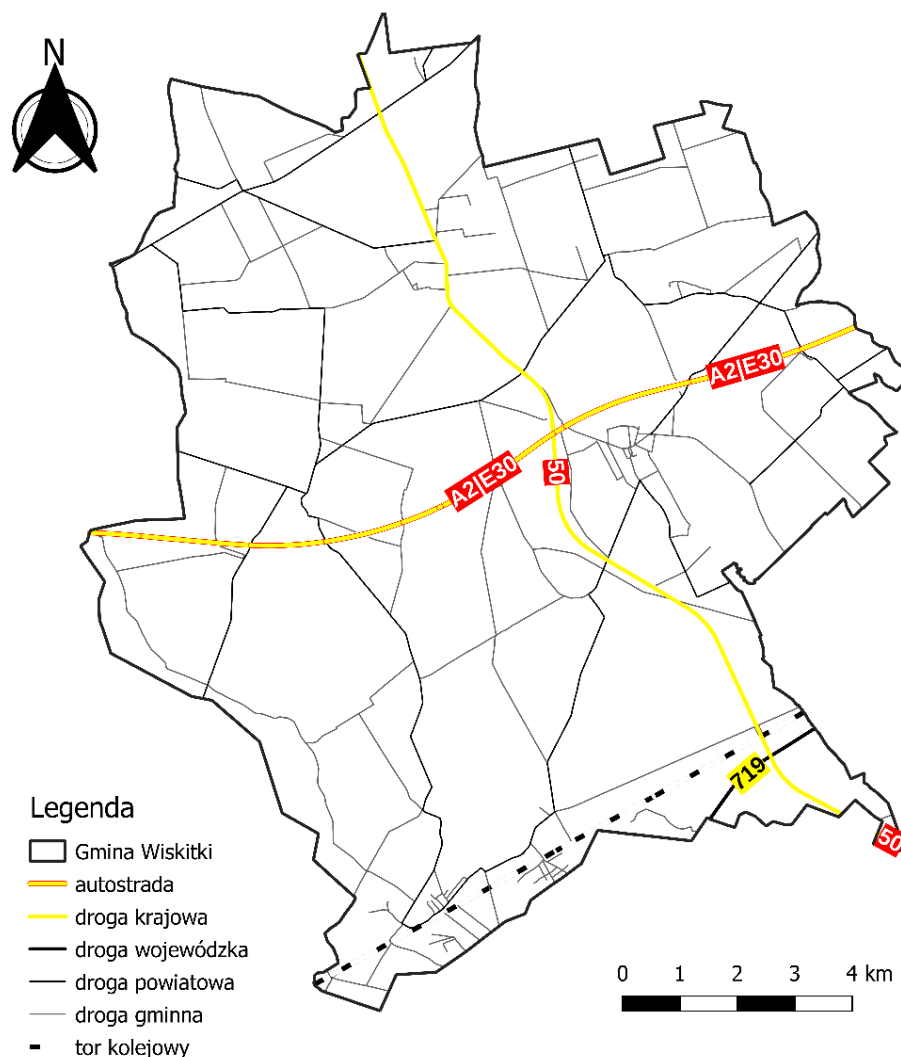 N
A2|E30
A2|E30
50
719
50
Legenda
Gmina Wiskitki
autostrada
droga krajowa
droga wojewódzka
droga powiatowa
droga gminna
tor kolejowy
0 1 2 3 4 km